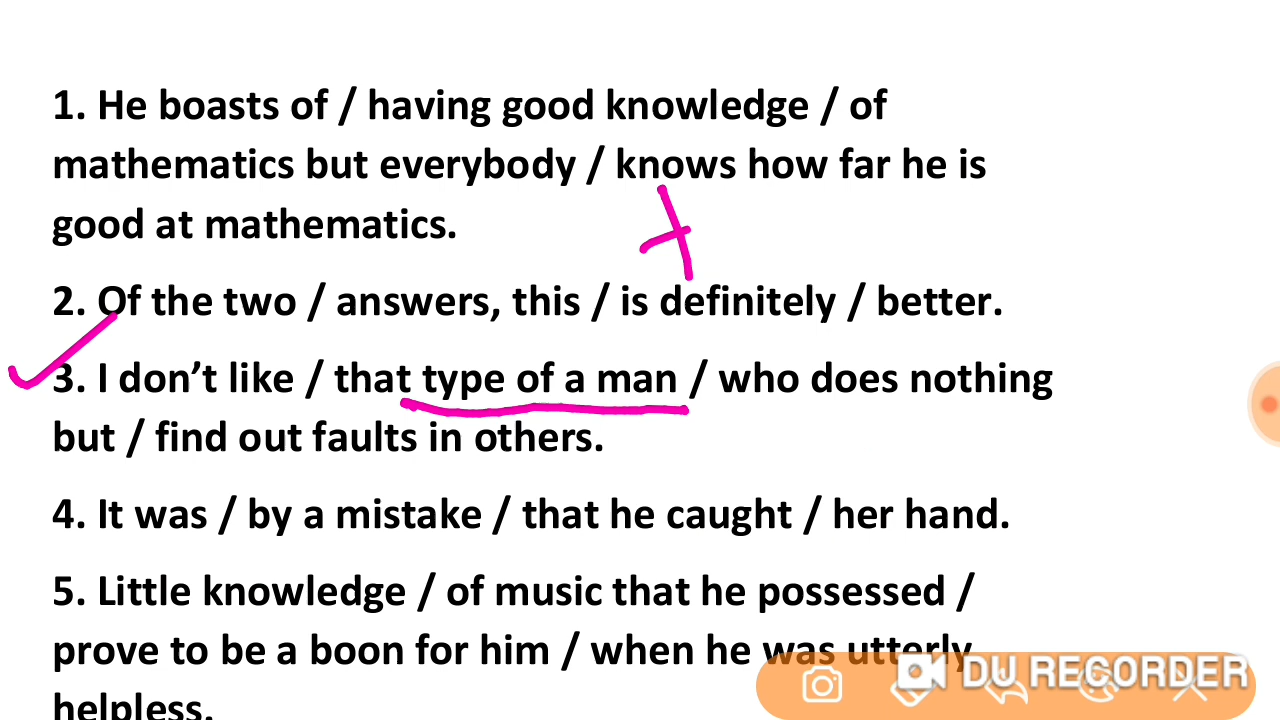 1. He boasts of / having good knowledge / of
mathematics but everybody / knows how far he is
good at mathematics.
2. Of the two / answers, this / is definitely / better.
3. I don’t like / that type of a man / who does nothing
but / find out faults in others.
4. It was / by a mistake / that he caught / her hand.
5. Little knowledge / of music that he possessed /
prove to be a boon for him / when he was utterly
helpless.
DU RECORDER